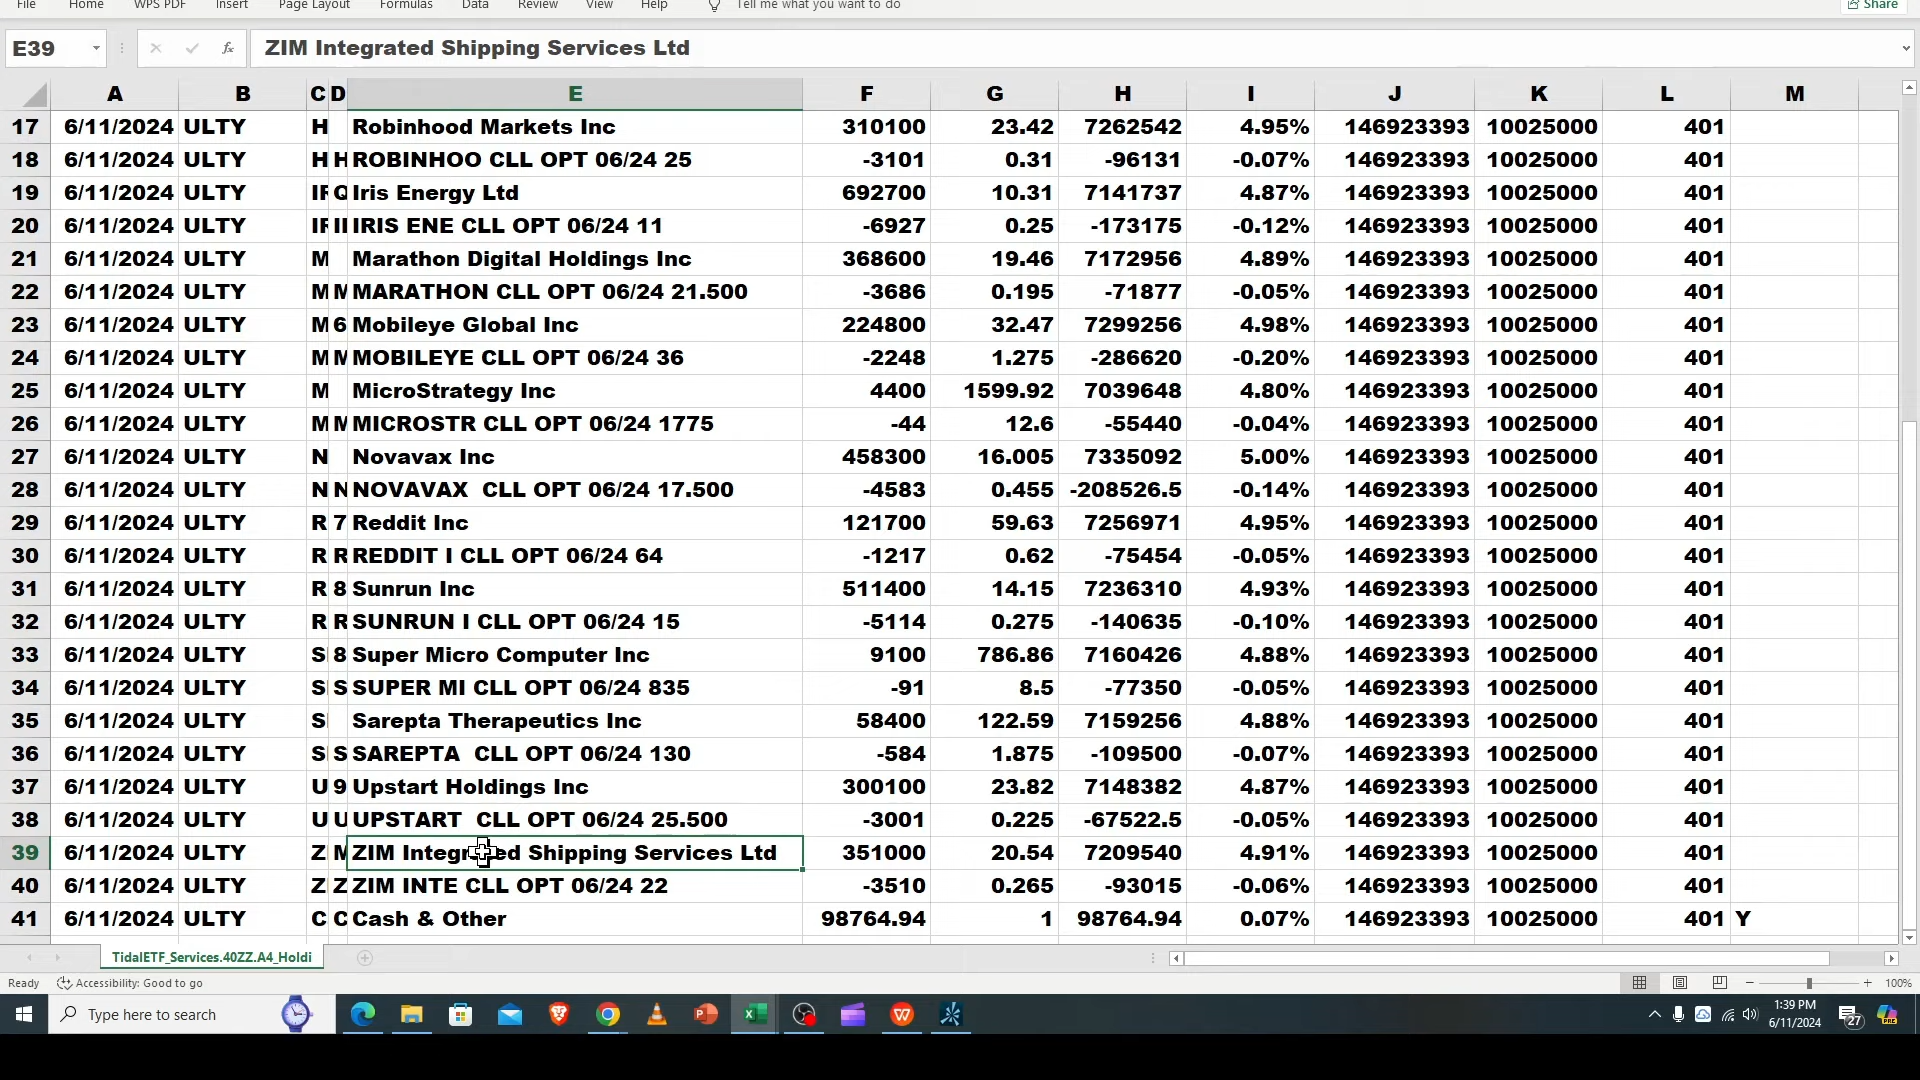 File Home WPS PDF Insert Page Layout Formulas Data Review View Help Tell me what you want to do Share
E39 fx ZIM Integrated Shipping Services Ltd
A B C D E F G H I J K L M
17 6/11/2024 ULTY H Robinhood Markets Inc 310100 23.42 7262542 4.95% 146923393 10025000 401
18 6/11/2024 ULTY H H ROBINHOO CLL OPT 06/24 25 -3101 0.31 -96131 -0.07% 146923393 10025000 401
19 6/11/2024 ULTY IR Q Iris Energy Ltd 692700 10.31 7141737 4.87% 146923393 10025000 401
20 6/11/2024 ULTY IR II IRIS ENE CLL OPT 06/24 11 -6927 0.25 -173175 -0.12% 146923393 10025000 401
21 6/11/2024 ULTY M Marathon Digital Holdings Inc 368600 19.46 7172956 4.89% 146923393 10025000 401
22 6/11/2024 ULTY M M MARATHON CLL OPT 06/24 21.500 -3686 0.195 -71877 -0.05% 146923393 10025000 401
23 6/11/2024 ULTY M 6 Mobileye Global Inc 224800 32.47 7299256 4.98% 146923393 10025000 401
24 6/11/2024 ULTY M M MOBILEYE CLL OPT 06/24 36 -2248 1.275 -286620 -0.20% 146923393 10025000 401
25 6/11/2024 ULTY M MicroStrategy Inc 4400 1599.92 7039648 4.80% 146923393 10025000 401
26 6/11/2024 ULTY M M MICROSTR CLL OPT 06/24 1775 -44 12.6 -55440 -0.04% 146923393 10025000 401
27 6/11/2024 ULTY N Novavax Inc 458300 16.005 7335092 5.00% 146923393 10025000 401
28 6/11/2024 ULTY N N NOVAVAX CLL OPT 06/24 17.500 -4583 0.455 -208526.5 -0.14% 146923393 10025000 401
29 6/11/2024 ULTY R 7 Reddit Inc 121700 59.63 7256971 4.95% 146923393 10025000 401
30 6/11/2024 ULTY R R REDDIT I CLL OPT 06/24 64 -1217 0.62 -75454 -0.05% 146923393 10025000 401
31 6/11/2024 ULTY R 8 Sunrun Inc 511400 14.15 7236310 4.93% 146923393 10025000 401
32 6/11/2024 ULTY R R SUNRUN I CLL OPT 06/24 15 -5114 0.275 -140635 -0.10% 146923393 10025000 401
33 6/11/2024 ULTY S 8 Super Micro Computer Inc 9100 786.86 7160426 4.88% 146923393 10025000 401
34 6/11/2024 ULTY S S SUPER MI CLL OPT 06/24 835 -91 8.5 -77350 -0.05% 146923393 10025000 401
35 6/11/2024 ULTY S Sarepta Therapeutics Inc 58400 122.59 7159256 4.88% 146923393 10025000 401
36 6/11/2024 ULTY S S SAREPTA CLL OPT 06/24 130 -584 1.875 -109500 -0.07% 146923393 10025000 401
37 6/11/2024 ULTY U 9 Upstart Holdings Inc 300100 23.82 7148382 4.87% 146923393 10025000 401
38 6/11/2024 ULTY U U UPSTART CLL OPT 06/24 25.500 -3001 0.225 -67522.5 -0.05% 146923393 10025000 401
39 6/11/2024 ULTY Z M ZIM Integrated Shipping Services Ltd 351000 20.54 7209540 4.91% 146923393 10025000 401
40 6/11/2024 ULTY Z Z ZIM INTE CLL OPT 06/24 22 -3510 0.265 -93015 -0.06% 146923393 10025000 401
41 6/11/2024 ULTY C C Cash & Other 98764.94 1 98764.94 0.07% 146923393 10025000 401 Y
TidalETF_Services.40ZZ.A4_Holdi
Ready Accessibility: Good to go 100%
Type here to search 1:39 PM
6/11/2024 27